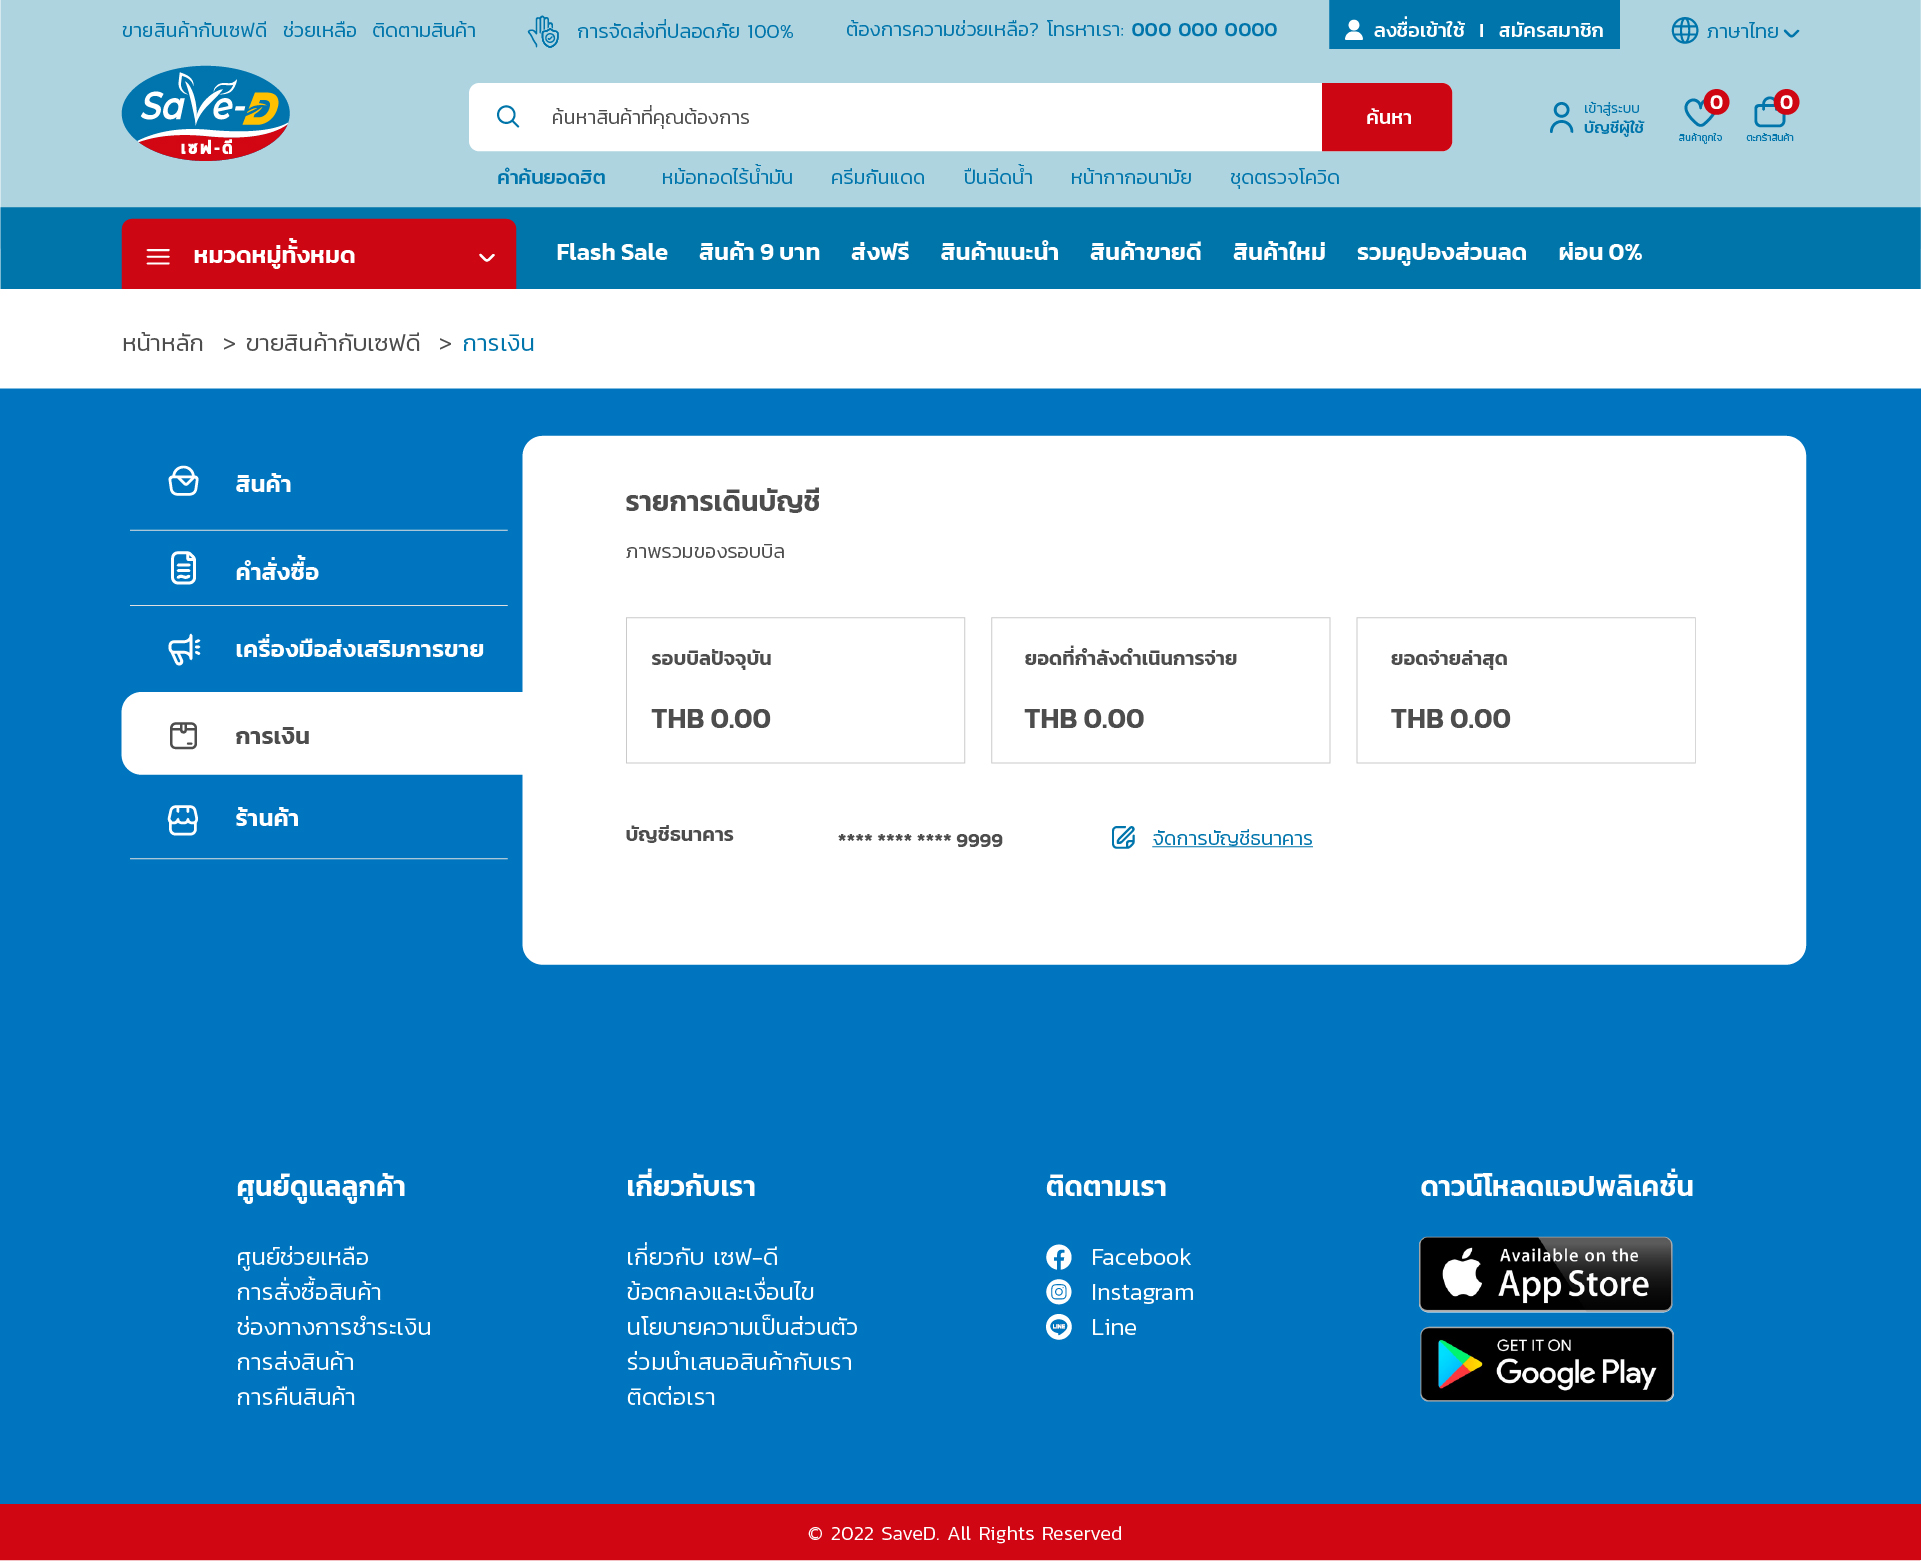 ขายสินค้ากับเซฟดี ช่วยเหลือ ติดตามสินค้า การจัดส่งที่ปลอดภัย 100% ต้องการความช่วยเหลือ? โทรหาเรา: 000 000 0000 ลงชื่อเข้าใช้ I สมัครสมาชิก ภาษาไทย
SaVe-D
เซฟ-ดี
ค้นหาสินค้าที่คุณต้องการ ค้นหา
เข้าสู่ระบบ
บัญชีผู้ใช้
0 0
สินค้าถูกใจ ตะกร้าสินค้า
คำค้นยอดฮิต หม้อทอดไร้น้ำมัน ครีมกันแดด ปืนฉีดน้ำ หน้ากากอนามัย ชุดตรวจโควิด
หมวดหมู่ทั้งหมด Flash Sale สินค้า 9 บาท ส่งฟรี สินค้าแนะนำ สินค้าขายดี สินค้าใหม่ รวมคูปองส่วนลด ผ่อน 0%
หน้าหลัก > ขายสินค้ากับเซฟดี > การเงิน
สินค้า
คำสั่งซื้อ
เครื่องมือส่งเสริมการขาย
การเงิน
ร้านค้า
รายการเดินบัญชี
ภาพรวมของรอบบิล
รอบบิลปัจจุบัน ยอดที่กำลังดำเนินการจ่าย ยอดจ่ายล่าสุด
THB 0.00 THB 0.00 THB 0.00
บัญชีธนาคาร **** **** **** 9999 จัดการบัญชีธนาคาร
ศูนย์ดูแลลูกค้า
ศูนย์ช่วยเหลือ
การสั่งซื้อสินค้า
ช่องทางการชำระเงิน
การส่งสินค้า
การคืนสินค้า
เกี่ยวกับเรา
เกี่ยวกับ เซฟ-ดี
ข้อตกลงและเงื่อนไข
นโยบายความเป็นส่วนตัว
ร่วมนำเสนอสินค้ากับเรา
ติดต่อเรา
ติดตามเรา
Facebook
Instagram
LINE Line
ดาวน์โหลดแอปพลิเคชั่น
Available on the
App Store
GET IT ON
Google Play
© 2022 SaveD. All Rights Reserved